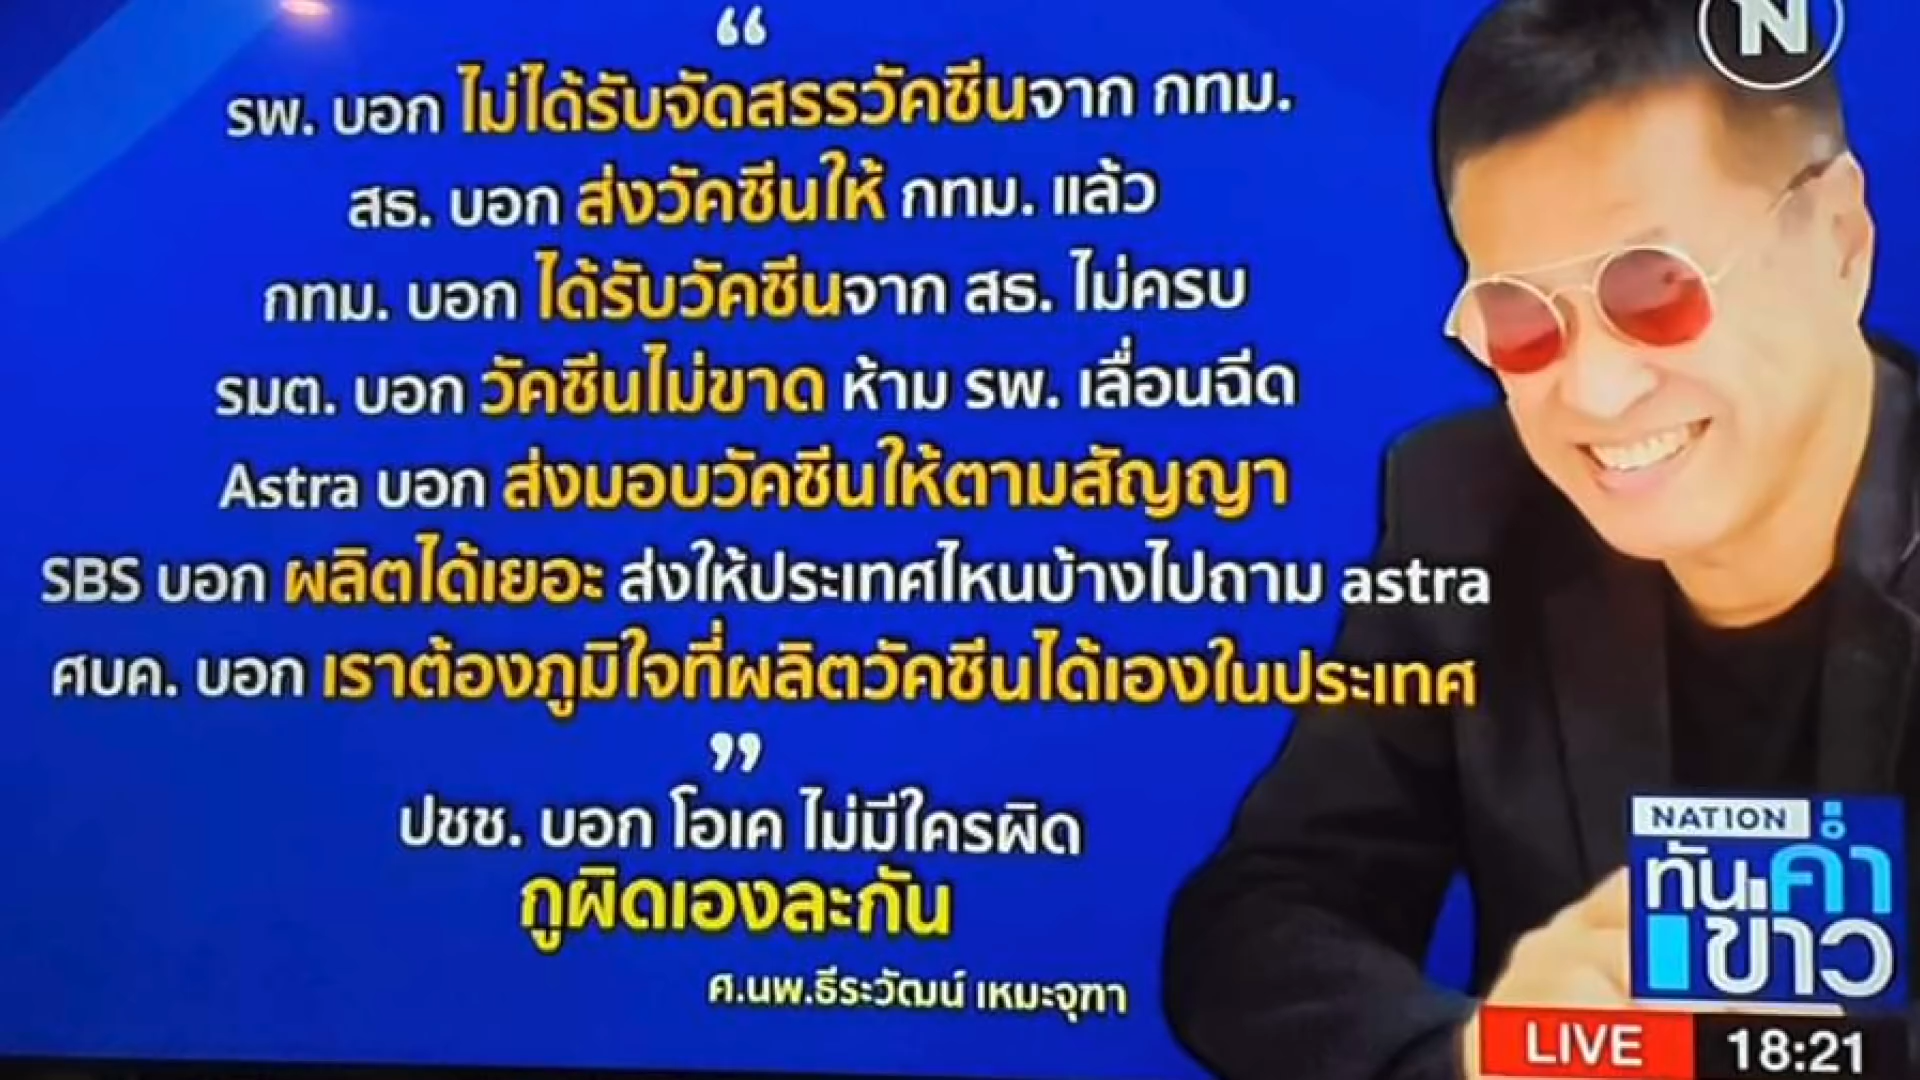 N
“
รพ. บอก ไม่ได้รับจัดสรรวัคซีนจาก กทม.
สธ. บอก ส่งวัคซีนให้ กทม. แล้ว
กทม. บอก ได้รับวัคซีนจาก สธ. ไม่ครบ
รมต. บอก วัคซีนไม่ขาด ห้าม รพ. เลื่อนฉีด
Astra บอก ส่งมอบวัคซีนให้ตามสัญญา
SBS บอก ผลิตได้เยอะ ส่งให้ประเทศไหนบ้างไปถาม astra
ศบค. บอก เราต้องภูมิใจที่ผลิตวัคซีนได้เองในประเทศ
”
ปชช. บอก โอเค ไม่มีใครผิด
กูผิดเองละกัน
ศ.นพ.ธีระวัฒน์ เหมะจุฑา
NATION
ทันค่ำ
ข่าว
LIVE 18:21